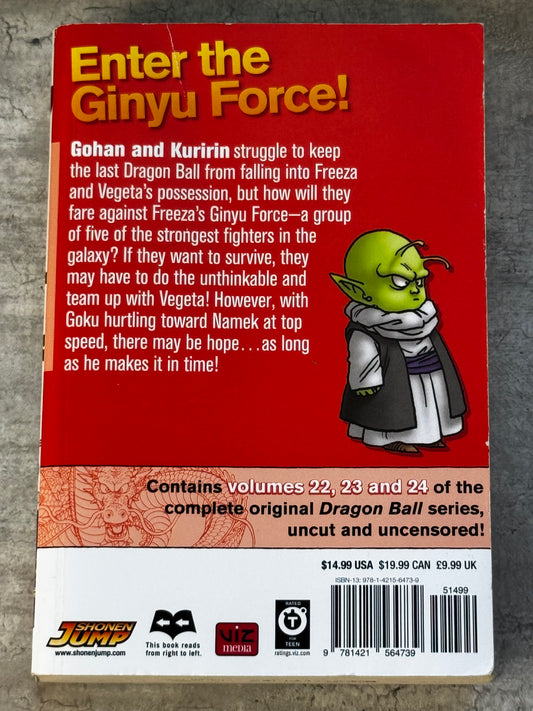 Enter the
Ginyu Force!
Gohan and Kuririn struggle to keep
the last Dragon Ball from falling into Freeza
and Vegeta's possession, but how will they
fare against Freeza's Ginyu Force—a group
of five of the strongest fighters in the
galaxy? If they want to survive, they
may have to do the unthinkable and
team up with Vegeta! However, with
Goku hurtling toward Namek at top
speed, there may be hope...as long
as he makes it in time!
Contains volumes 22, 23 and 24 of the
complete original Dragon Ball series,
uncut and uncensored!
$14.99 USA $19.99 CAN £9.99 UK
ISBN-13: 978-1-4215-6473-9
51499
9 781421 564739
SHONEN
JUMP
www.shonenjump.com
This book reads
from right to left.
viz
MEDIA
RATED
T
FOR
TEEN
ratings.viz.com